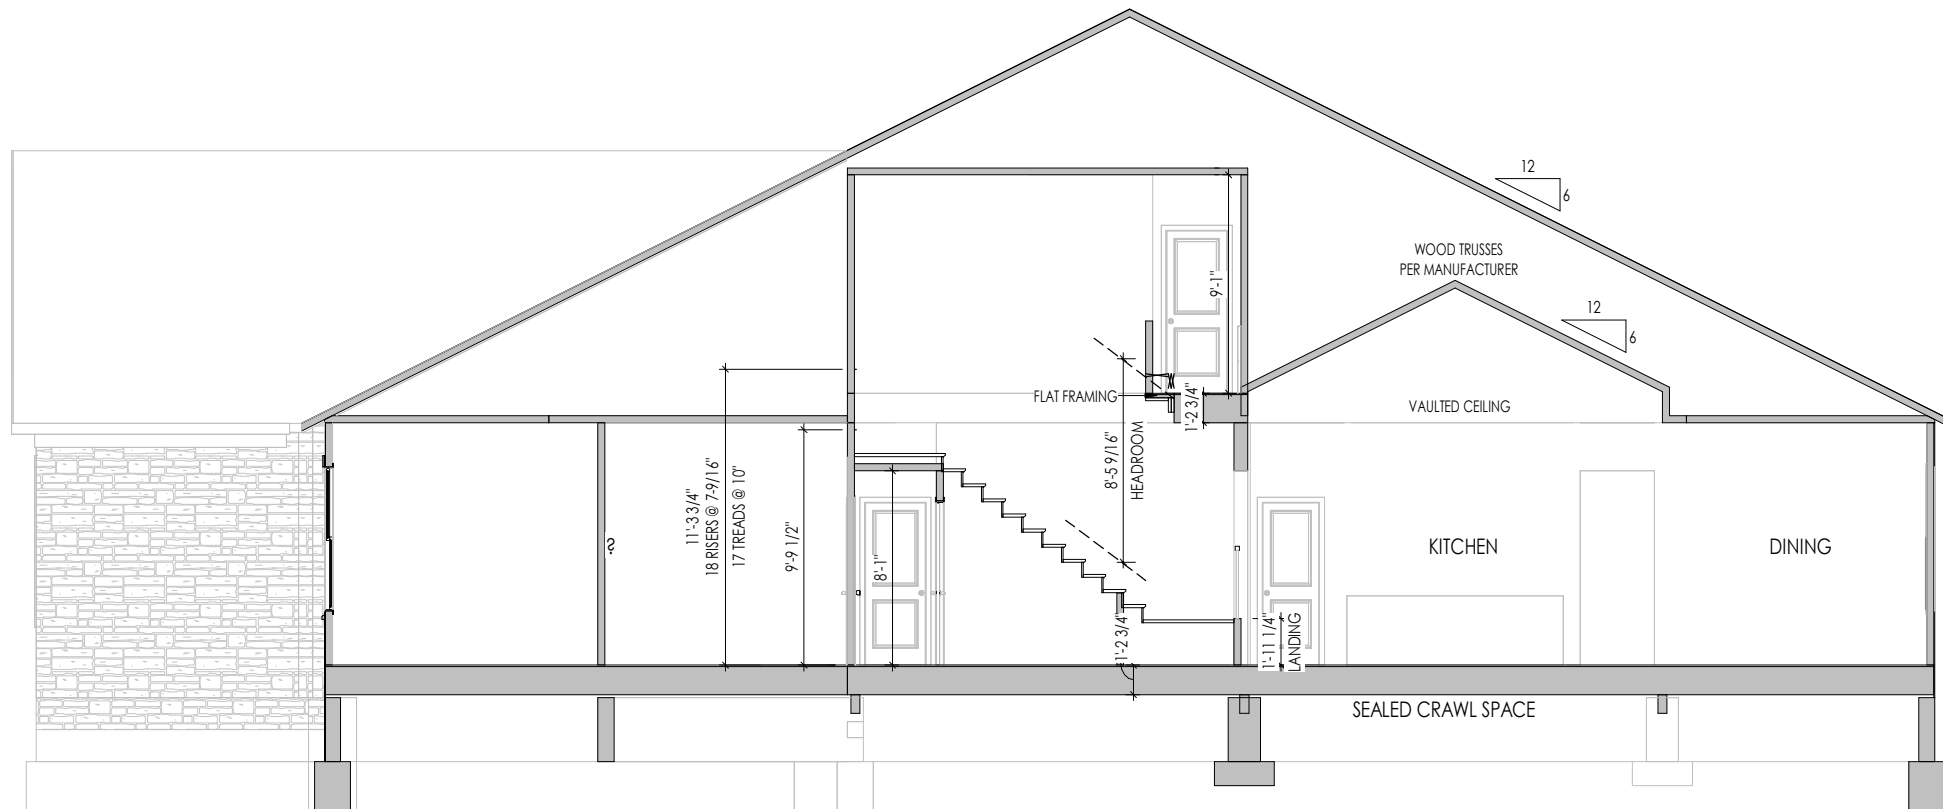 12
6
WOOD TRUSSES
PER MANUFACTURER
12
6
9'-1"
FLAT FRAMING
1'-2 3/4"
VAULTED CEILING
8'-5 9/16"
HEADROOM
11'-3 3/4"
18 RISERS @ 7-9/16"
17 TREADS @ 10"
9'-9 1/2"
8'-1"
KITCHEN
DINING
1'-2 3/4"
1'-11 1/4"
LANDING
SEALED CRAWL SPACE